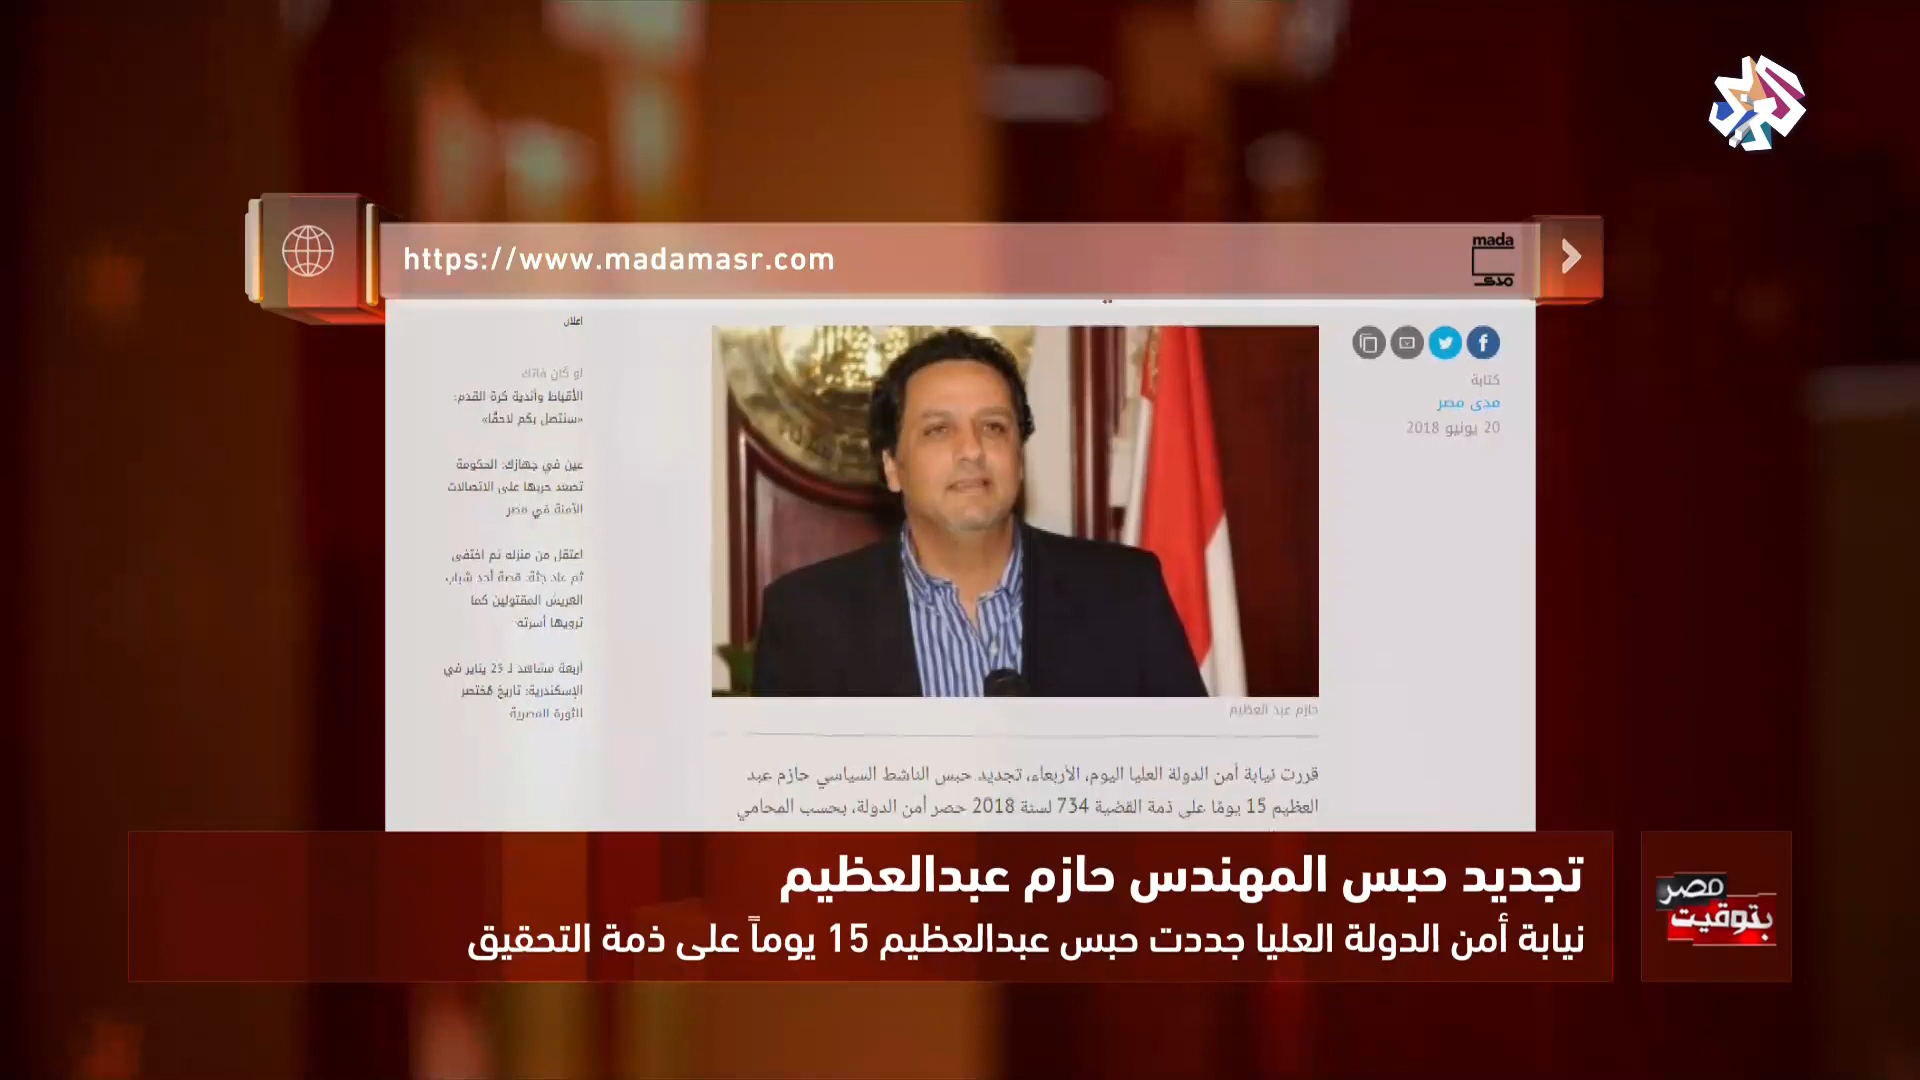 https://www.madamasr.com
mada
مدى
كتابة
مدى مصر
20 يونيو 2018
اعلان
لو كان فاتك
الأقباط وأندية كرة القدم:
«سنتصل بكم لاحقًا»
عين في جهازك: الحكومة
تصعد حربها على الاتصالات
الآمنة في مصر
اعتقل من منزله ثم اختفى
ثم عاد جثة: قصة أحد شباب
العريش المقتولين كما
ترويها أسرته
أربعة مشاهد لـ 25 يناير في
الإسكندرية: تاريخ مُختصر
للثورة المصرية
حازم عبد العظيم
قررت نيابة أمن الدولة العليا اليوم، الأربعاء، تجديد حبس الناشط السياسي حازم عبد
العظيم 15 يومًا على ذمة القضية 734 لسنة 2018 حصر أمن الدولة، بحسب المحامي
تجديد حبس المهندس حازم عبدالعظيم
نيابة أمن الدولة العليا جددت حبس عبدالعظيم 15 يوماً على ذمة التحقيق
مصر
بتوقيت